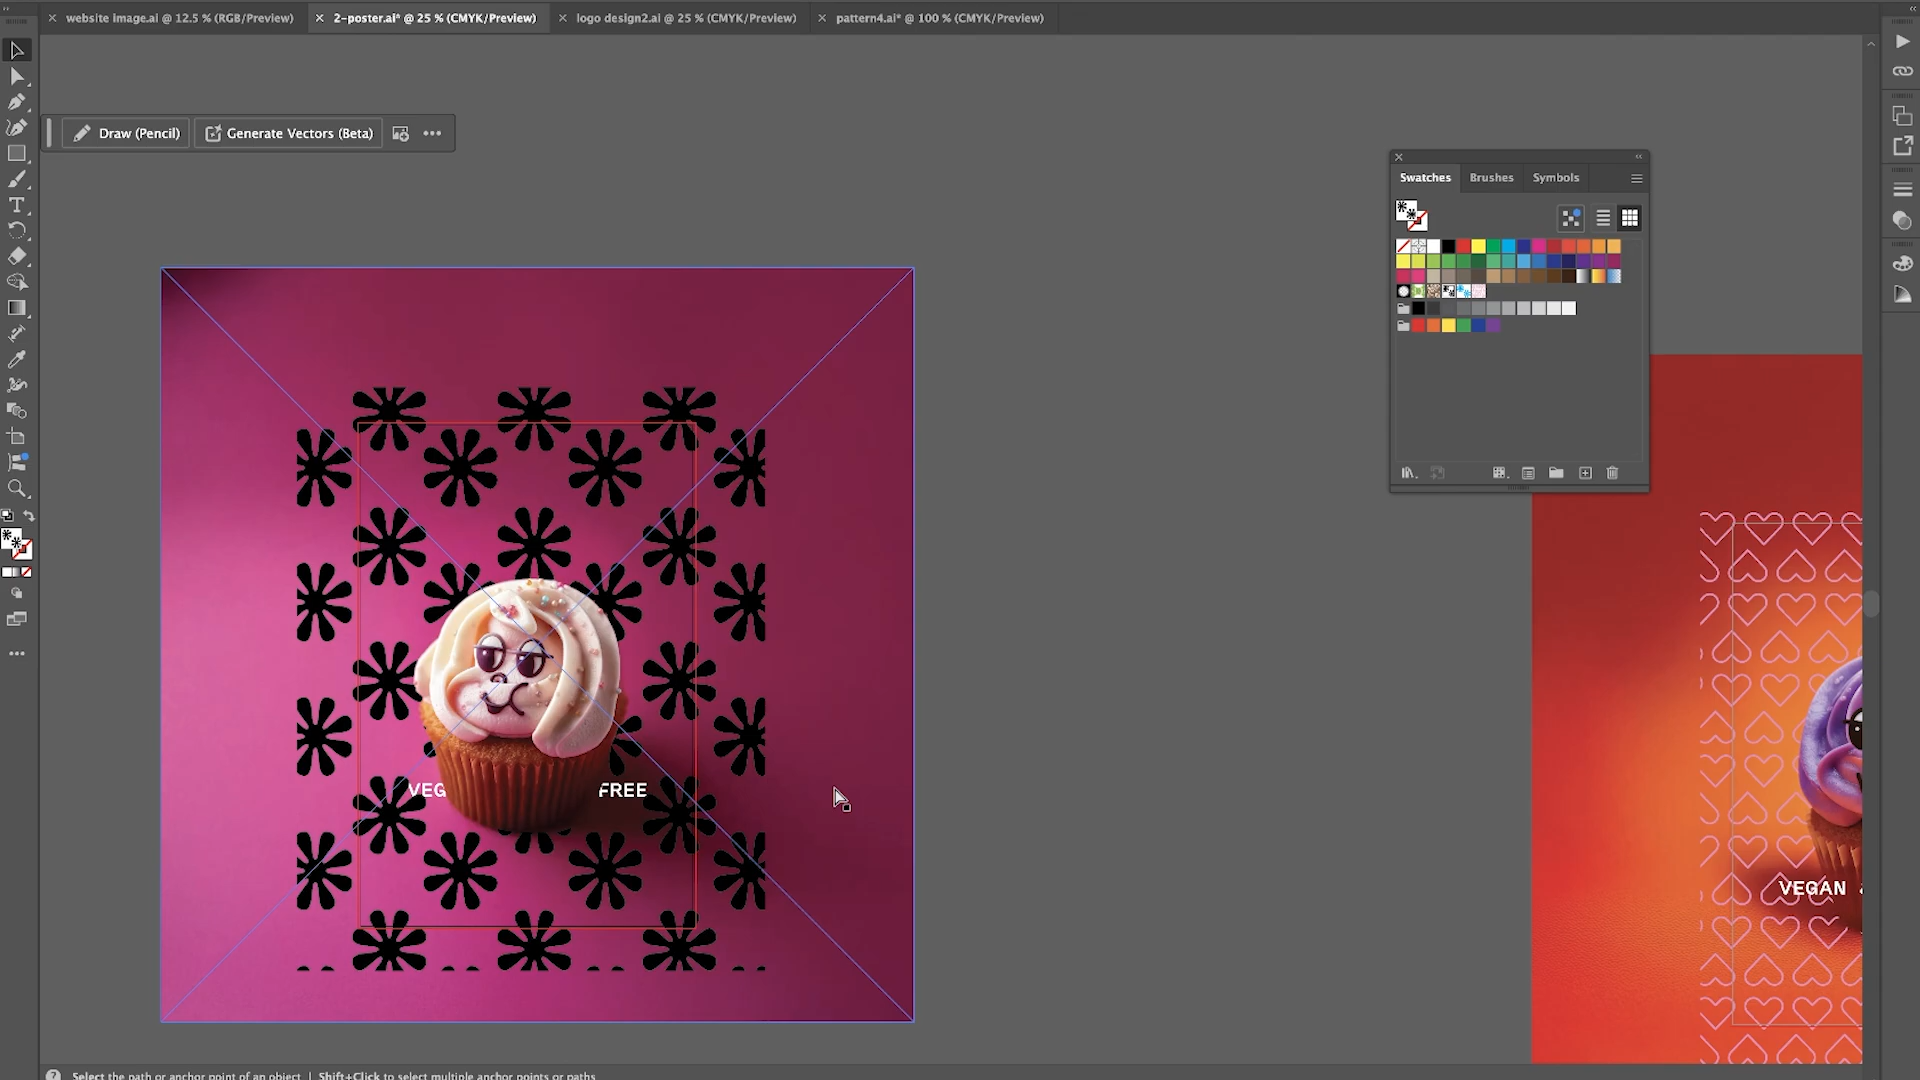 website image.ai @ 12.5 % (RGB/Preview)
2-poster.ai* @ 25 % (CMYK/Preview)
logo design2.ai @ 25 % (CMYK/Preview)
pattern4.ai* @ 100 % (CMYK/Preview)
Draw (Pencil)
Generate Vectors (Beta)
Swatches
Brushes
Symbols
VEG
FREE
VEGAN
Select the path or anchor point of an object | Shift+Click to select multiple anchor points or paths